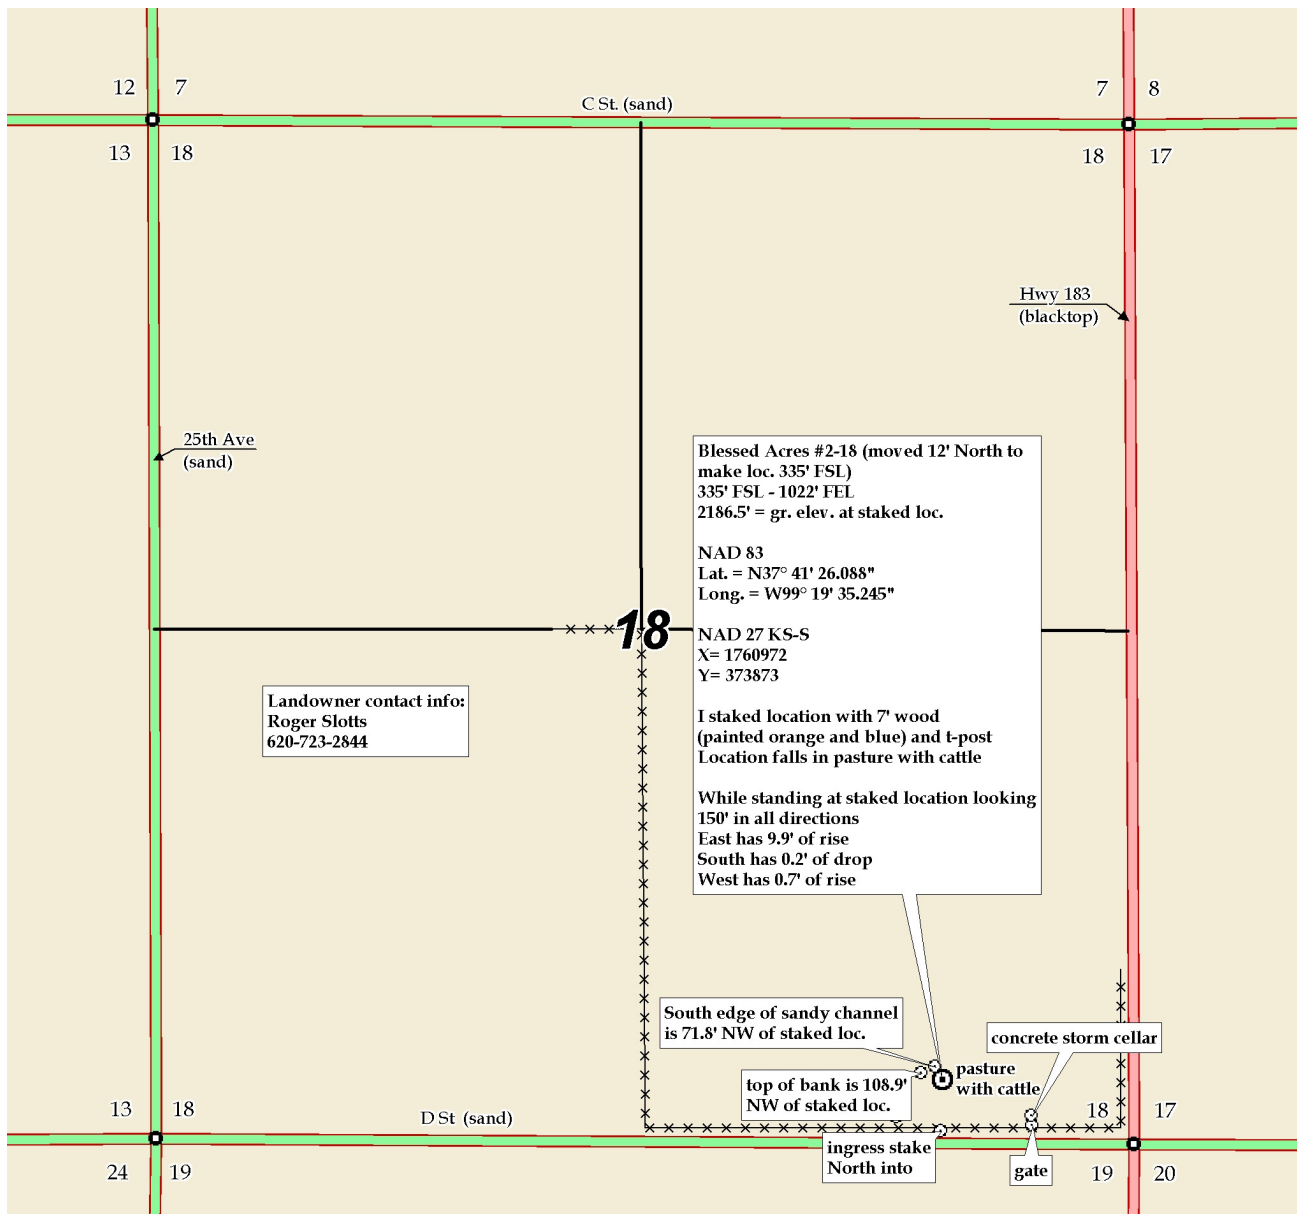 12 7
7 8
C St. (sand)
13 18
18 17
Hwy 183
(blacktop)
25th Ave
(sand)
Blessed Acres #2-18 (moved 12' North to
make loc. 335' FSL)
335' FSL - 1022' FEL
2186.5' = gr. elev. at staked loc.
NAD 83
Lat. = N37° 41' 26.088"
Long. = W99° 19' 35.245"
NAD 27 KS-S
X= 1760972
Y= 373873
I staked location with 7' wood
(painted orange and blue) and t-post
Location falls in pasture with cattle
While standing at staked location looking
150' in all directions
East has 9.9' of rise
South has 0.2' of drop
West has 0.7' of rise
18
Landowner contact info:
Roger Slotts
620-723-2844
South edge of sandy channel
is 71.8' NW of staked loc.
concrete storm cellar
pasture
with cattle
top of bank is 108.9'
NW of staked loc.
13 18
D St (sand)
18 17
ingress stake
North into
gate
24 19
19 20